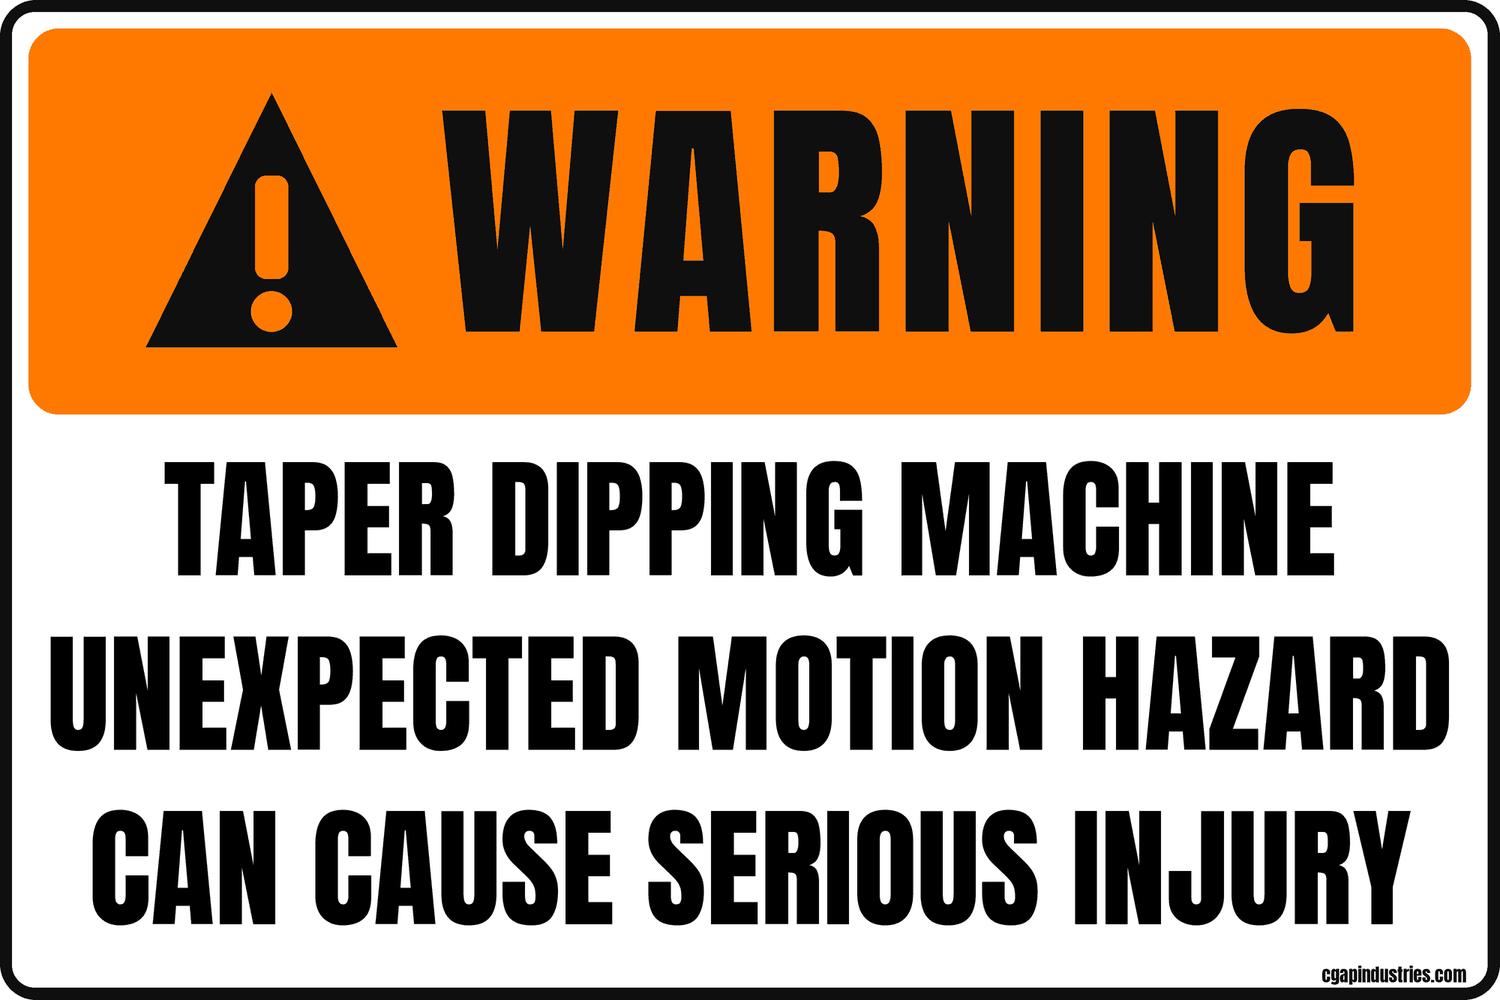 WARNING
TAPER DIPPING MACHINE
UNEXPECTED MOTION HAZARD
CAN CAUSE SERIOUS INJURY
cgapindustries.com